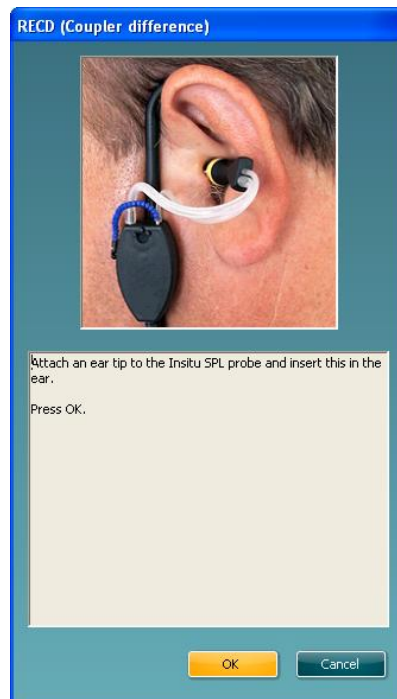 RECD (Coupler difference)
Attach an ear tip to the Insitu SPL probe and insert this in the
ear.
Press OK.
OK
Cancel